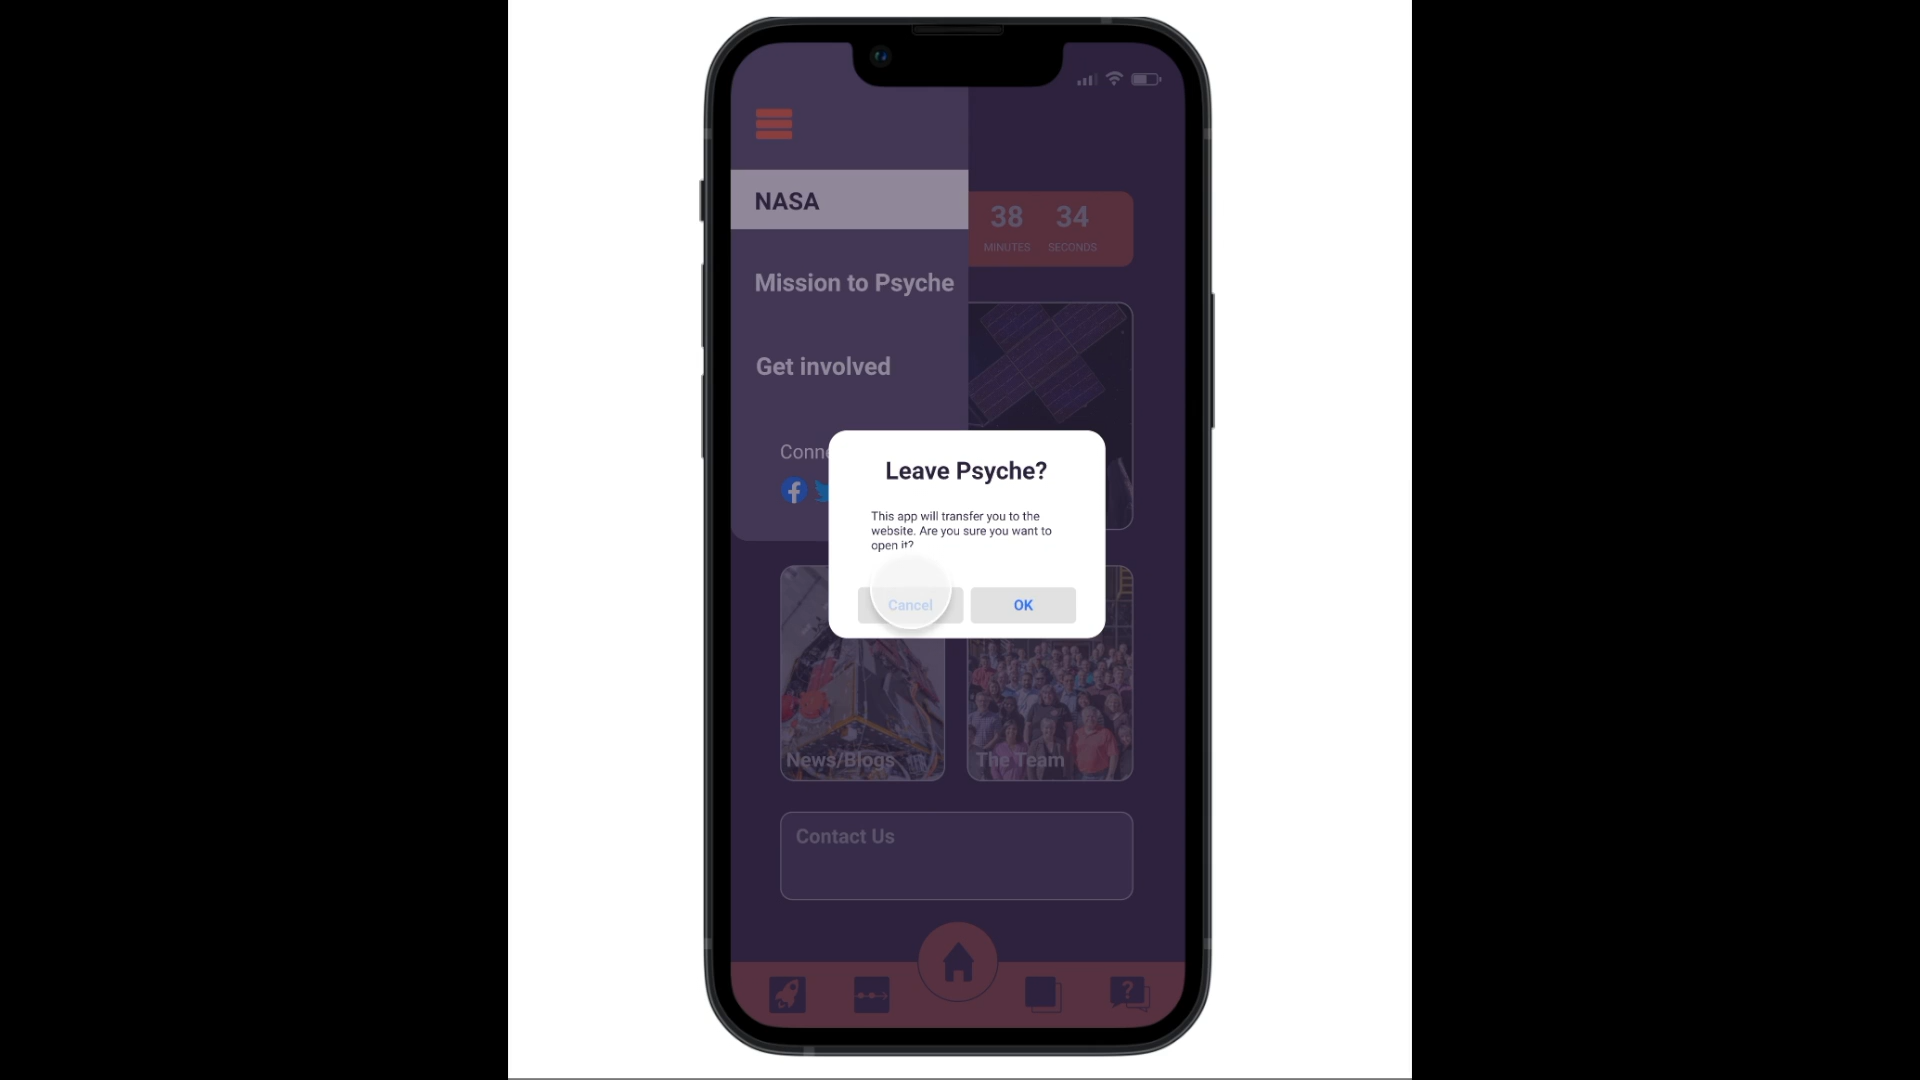 NASA
38 34
MINUTES SECONDS
Mission to Psyche
Get involved
Conne
Leave Psyche?
This app will transfer you to the
website. Are you sure you want to
open it?
Cancel OK
News/Blogs The Team
Contact Us
?